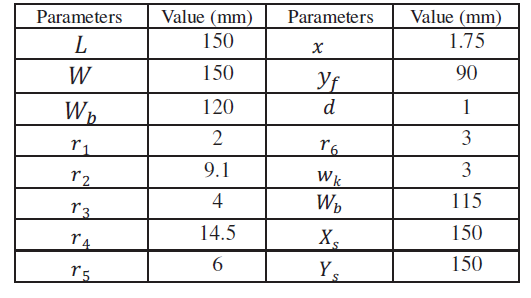 Parameters Value (mm) Parameters Value (mm)
L 150 x 1.75
W 150 y_f 90
W_b 120 d 1
r_1 2 r_6 3
r_2 9.1 w_k 3
r_3 4 W_b 115
r_4 14.5 X_s 150
r_5 6 Y_s 150